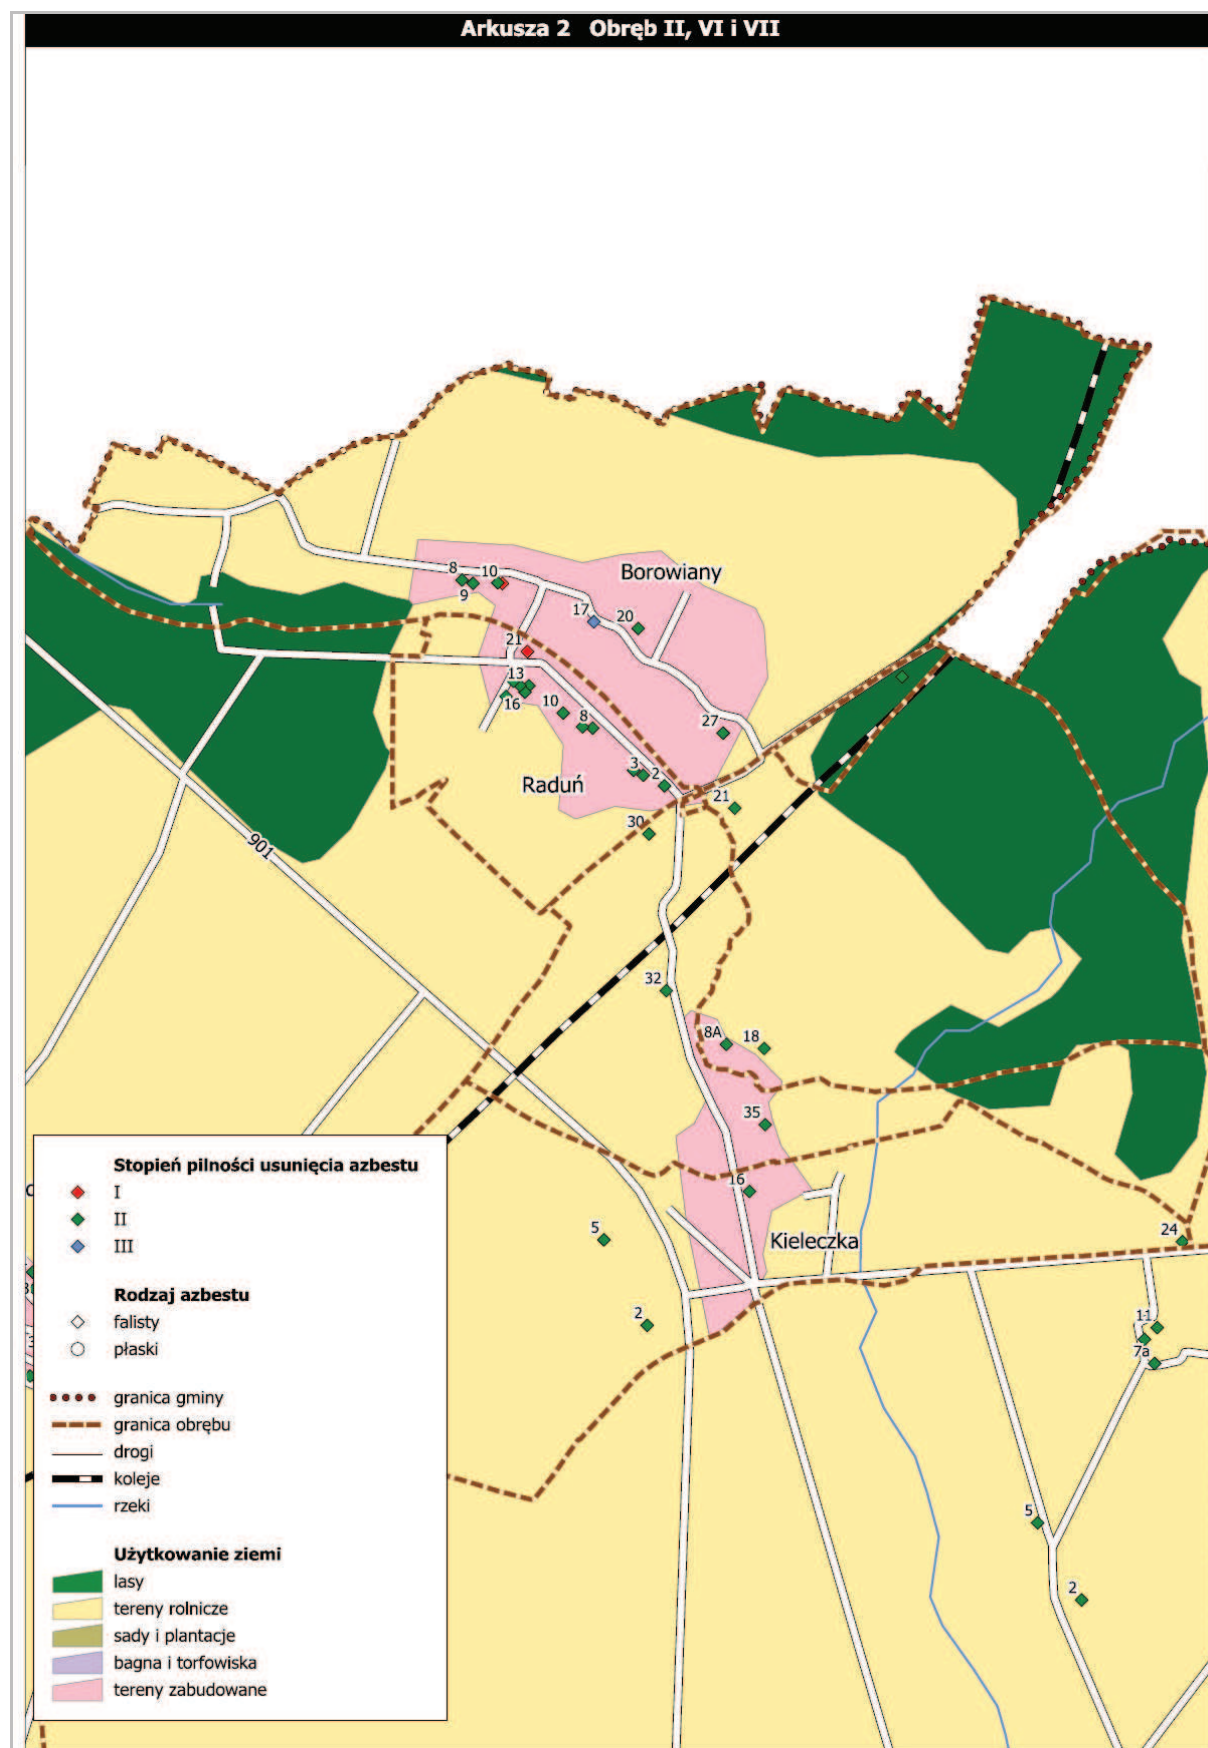 Arkusza 2 Obręb II, VI i VII
Borowiany
8
10
9
17
20
21
13
16
10
8
27
3
2
Raduń
21
30
901
32
8A
18
35
16
5
Kieleczka
24
2
11
7a
5
2
Stopień pilności usunięcia azbestu
I
II
III
Rodzaj azbestu
falisty
płaski
granica gminy
granica obrębu
drogi
koleje
rzeki
Użytkowanie ziemi
lasy
tereny rolnicze
sady i plantacje
bagna i torfowiska
tereny zabudowane